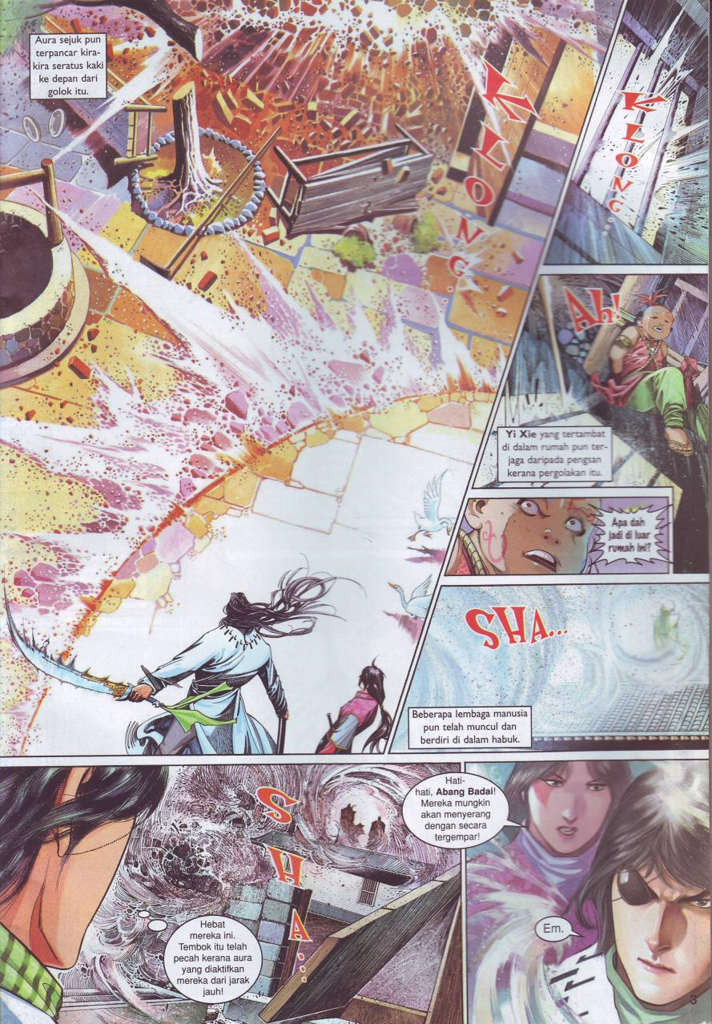 Aura sejuk pun
terpancar kira-
kira seratus kaki
ke depan dari
golok itu.
KLONG
KLONG
Ah!
Yi Xie yang tertambat
di dalam rumah pun ter-
jaga daripada pengsan
kerana pergolakan itu.
Apa dah
jadi di luar
rumah ini?
SHA...
Beberapa lembaga manusia
pun telah muncul dan
berdiri di dalam habuk.
SHA...
Hebat
mereka ini.
Tembok itu telah
pecah kerana aura
yang diaktifkan
mereka dari jarak
jauh!
Hati-
hati, Abang Badai!
Mereka mungkin
akan menyerang
dengan secara
tergempar!
Em.
3